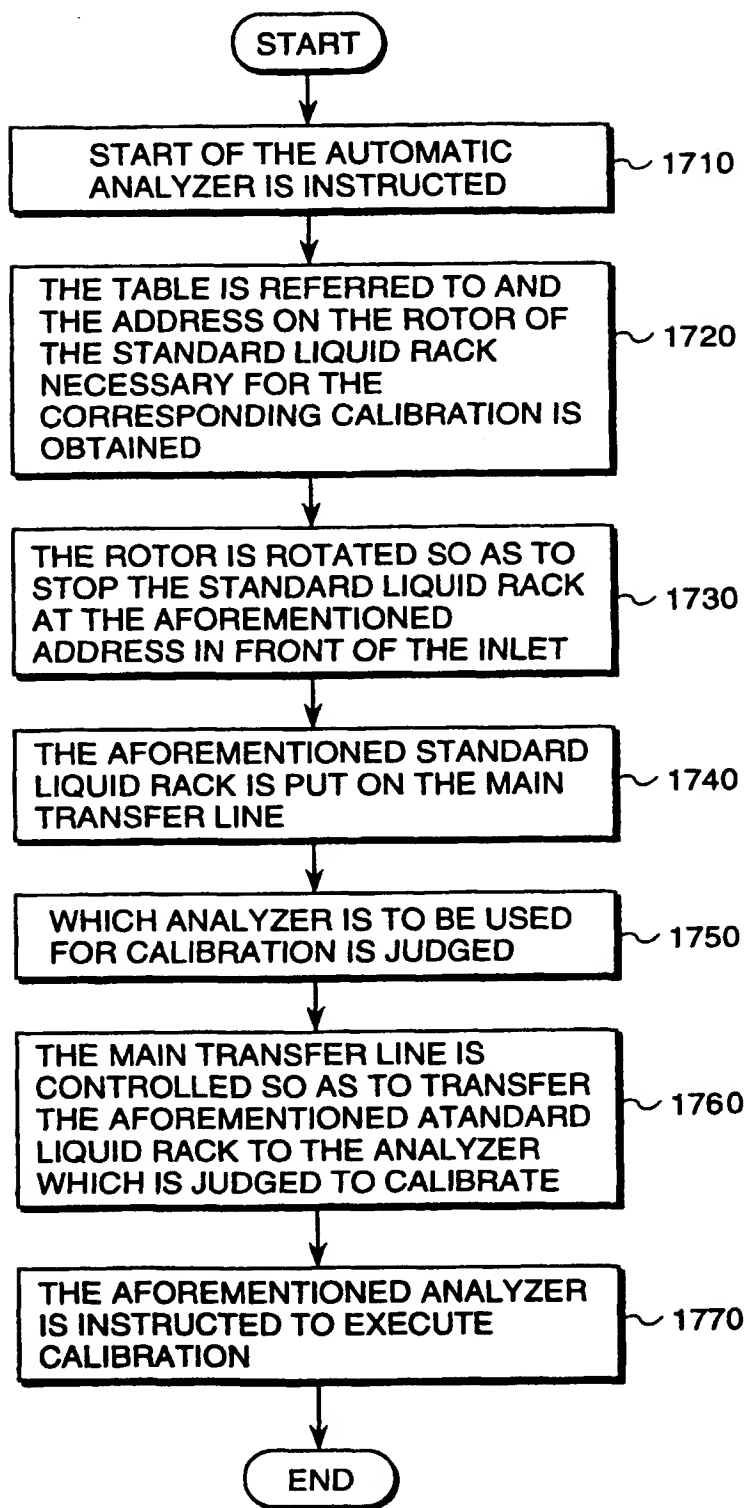 START
START OF THE AUTOMATIC
ANALYZER IS INSTRUCTED
1710
THE TABLE IS REFERRED TO AND
THE ADDRESS ON THE ROTOR OF
THE STANDARD LIQUID RACK
NECESSARY FOR THE
CORRESPONDING CALIBRATION IS
OBTAINED
1720
THE ROTOR IS ROTATED SO AS TO
STOP THE STANDARD LIQUID RACK
AT THE AFOREMENTIONED
ADDRESS IN FRONT OF THE INLET
1730
THE AFOREMENTIONED STANDARD
LIQUID RACK IS PUT ON THE MAIN
TRANSFER LINE
1740
WHICH ANALYZER IS TO BE USED
FOR CALIBRATION IS JUDGED
1750
THE MAIN TRANSFER LINE IS
CONTROLLED SO AS TO TRANSFER
THE AFOREMENTIONED ATANDARD
LIQUID RACK TO THE ANALYZER
WHICH IS JUDGED TO CALIBRATE
1760
THE AFOREMENTIONED ANALYZER
IS INSTRUCTED TO EXECUTE
CALIBRATION
1770
END